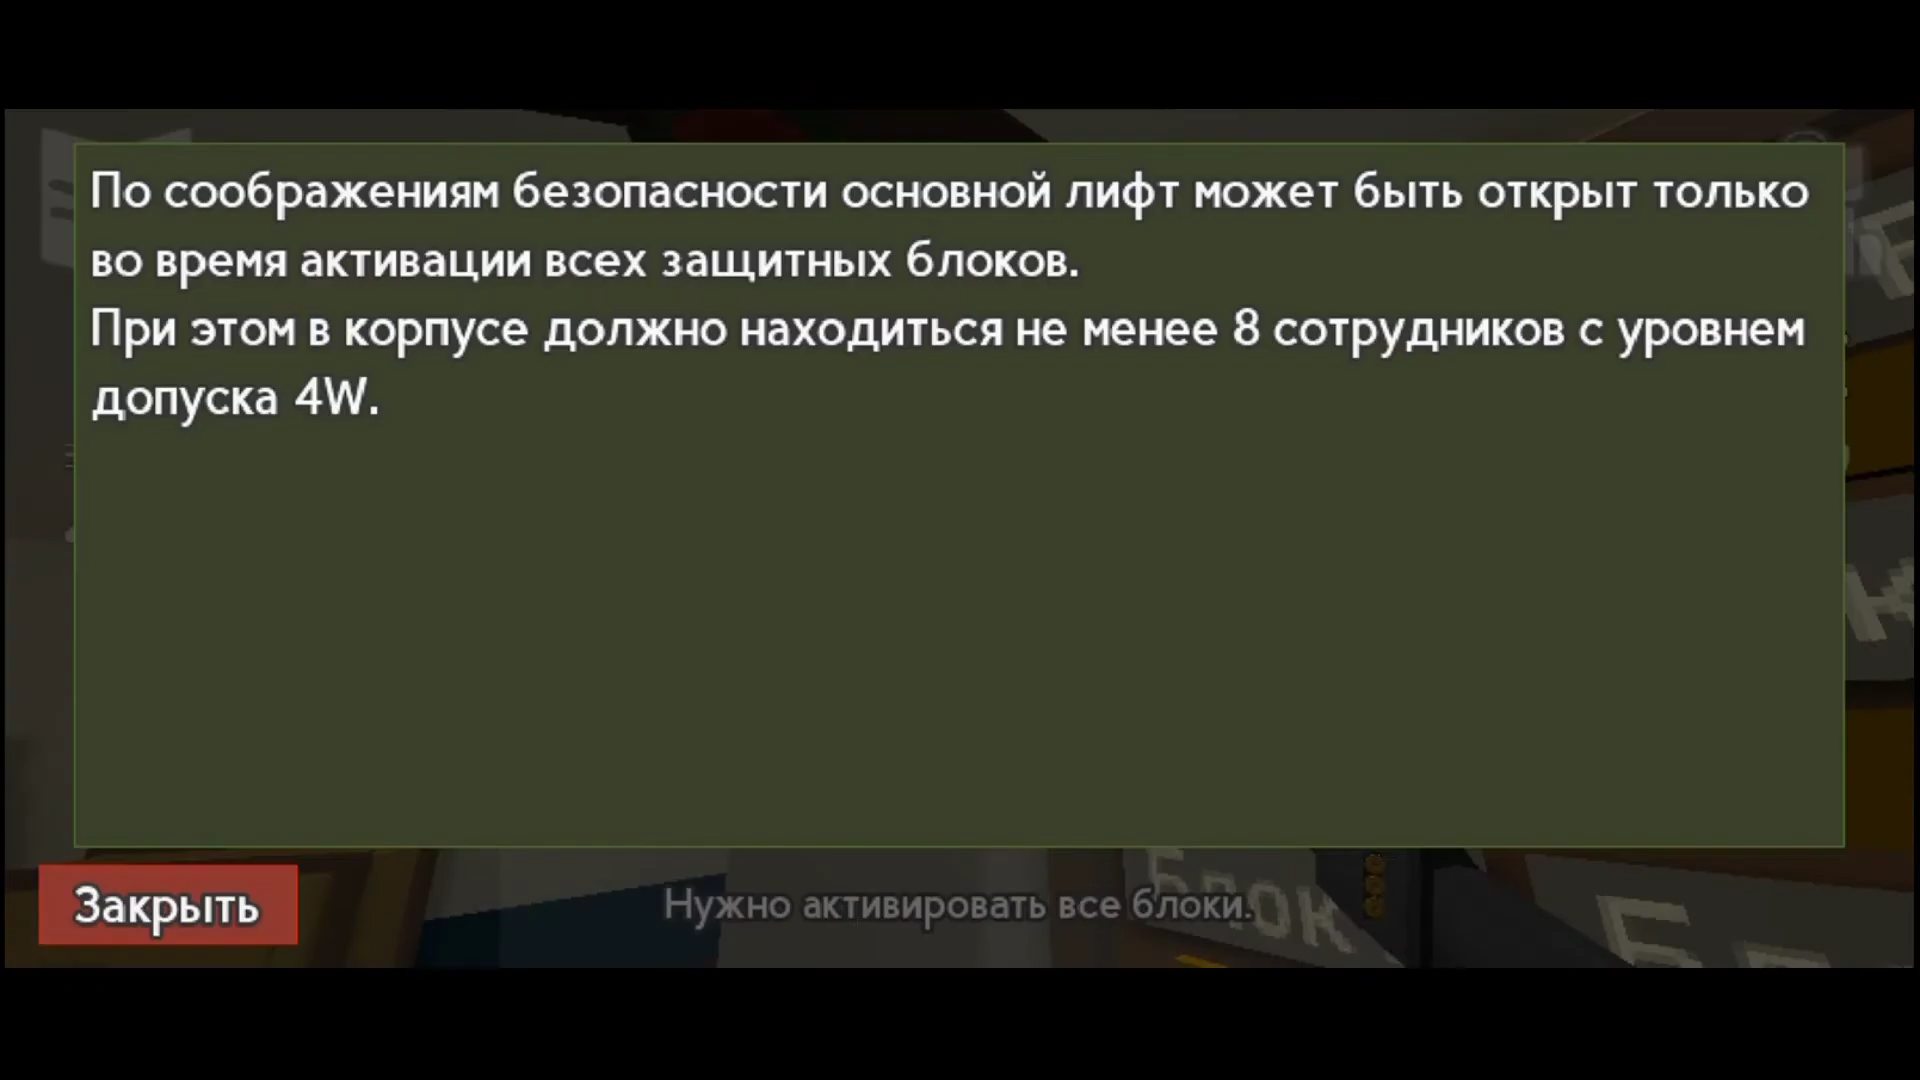 По соображениям безопасности основной лифт может быть открыт только
во время активации всех защитных блоков.
При этом в корпусе должно находиться не менее 8 сотрудников с уровнем
допуска 4W.
Закрыть
Нужно активировать все блоки.
Блок